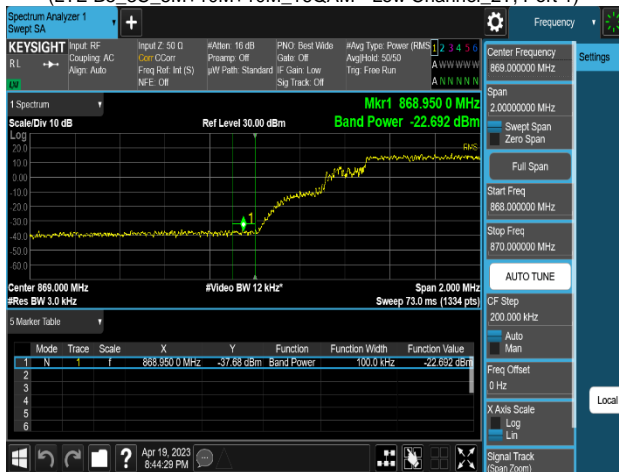 (LTE B5_3C_5M+10M+10M_16QAM - Low Channel_2T, Port 1)
Spectrum Analyzer 1
Swept SA
Frequency
KEYSIGHT Input: RF Input Z: 50 Ω #Atten: 16 dB PNO: Best Wide #Avg Type: Power (RMS 1 2 3 4 5 6
RL Coupling: AC Corr CCorr Preamp: Off Gate: Off Avg|Hold: 50/50 A W W W W W
Align: Auto Freq Ref: Int (S) µW Path: Standard IF Gain: Low Trig: Free Run
NFE: Off Sig Track: Off A N N N N N
1 Spectrum
Mkr1 868.950 0 MHz
Scale/Div 10 dB Ref Level 30.00 dBm Band Power -22.692 dBm
Log
RMS
20.0
10.0
0.00
-10.0
-20.0
-30.0
-40.0
-50.0
-60.0
1
Center 869.000 MHz #Video BW 12 kHz* Span 2.000 MHz
#Res BW 3.0 kHz Sweep 73.0 ms (1334 pts)
5 Marker Table
Mode Trace Scale X Y Function Function Width Function Value
1 N 1 f 868.950 0 MHz -37.68 dBm Band Power 100.0 kHz -22.692 dBm
2
3
4
5
6
Apr 19, 2023
8:44:29 PM
Center Frequency
869.000000 MHz
Settings
Span
2.00000000 MHz
Swept Span
Zero Span
Full Span
Start Freq
868.000000 MHz
Stop Freq
870.000000 MHz
AUTO TUNE
CF Step
200.000 kHz
Auto
Man
Freq Offset
0 Hz
Local
X Axis Scale
Log
Lin
Signal Track
(Span Zoom)